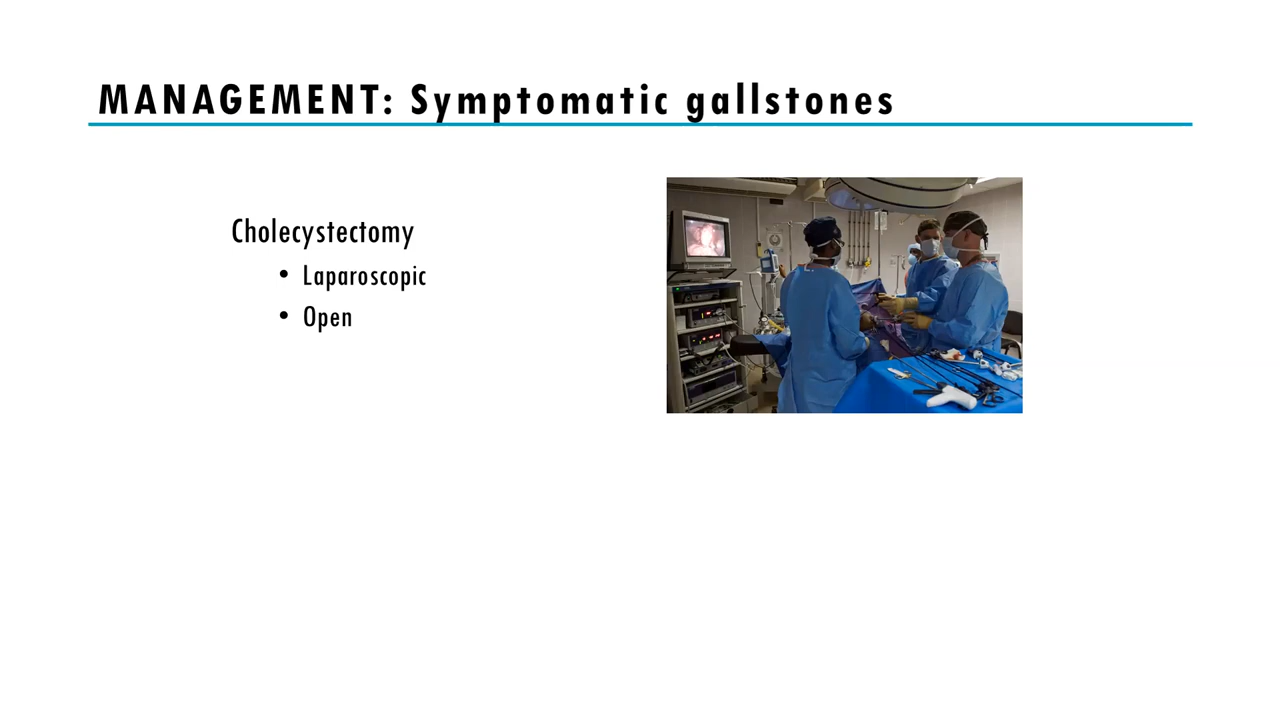 MANAGEMENT: Symptomatic gallstones
Cholecystectomy
• Laparoscopic
• Open